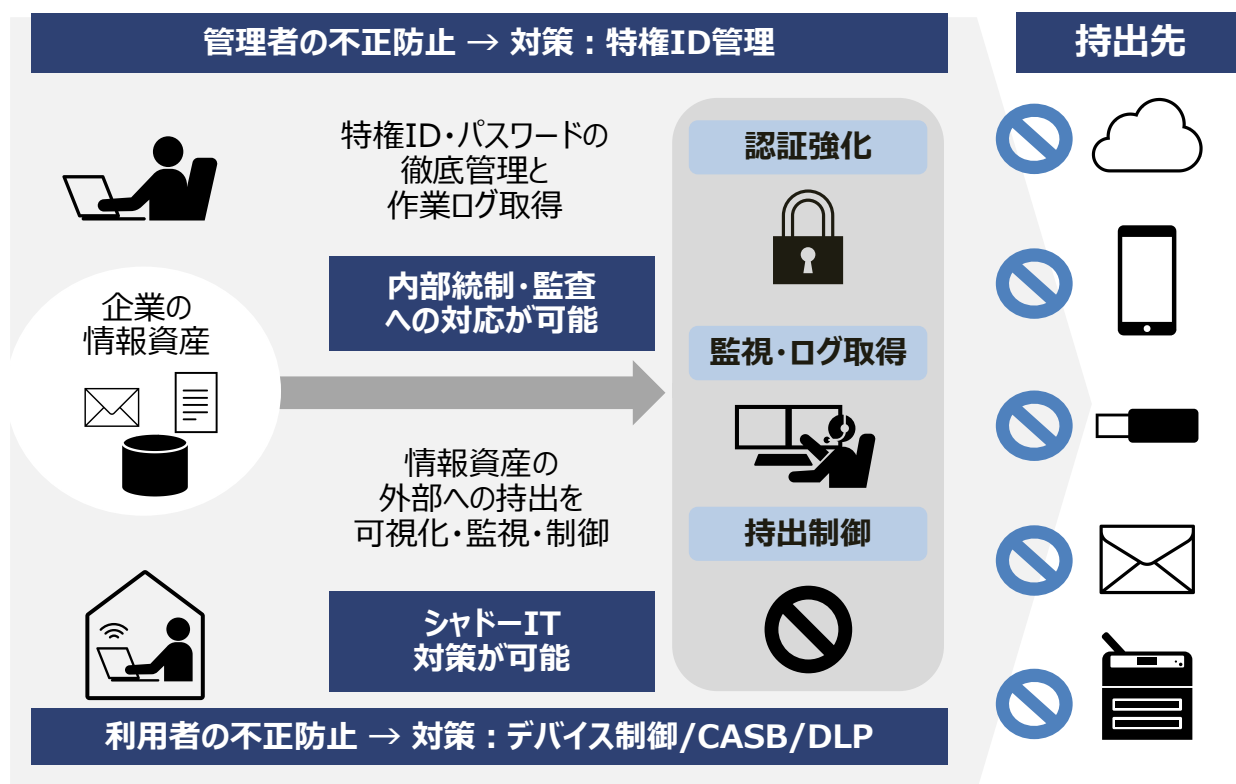 管理者の不正防止 → 対策：特権ID管理
持出先
特権ID・パスワードの
徹底管理と
作業ログ取得
認証強化
内部統制・監査
への対応が可能
企業の
情報資産
監視・ログ取得
情報資産の
外部への持出を
可視化・監視・制御
持出制御
シャドーIT
対策が可能
利用者の不正防止 → 対策：デバイス制御/CASB/DLP